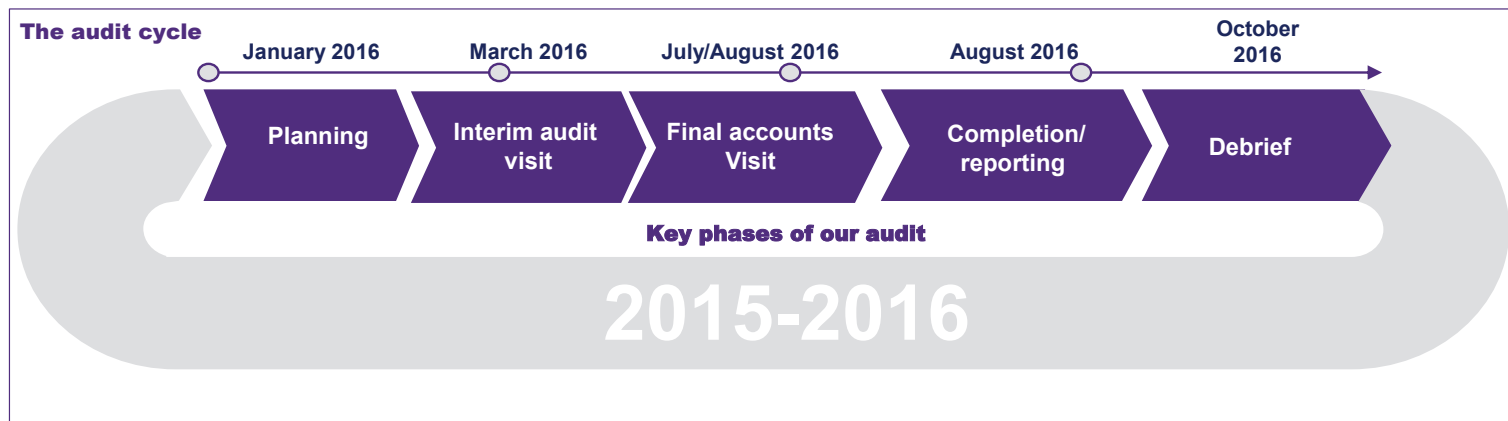 The audit cycle
January 2016
March 2016
July/August 2016
August 2016
October
2016
Planning
Interim audit
visit
Final accounts
Visit
Completion/
reporting
Debrief
Key phases of our audit
2015-2016